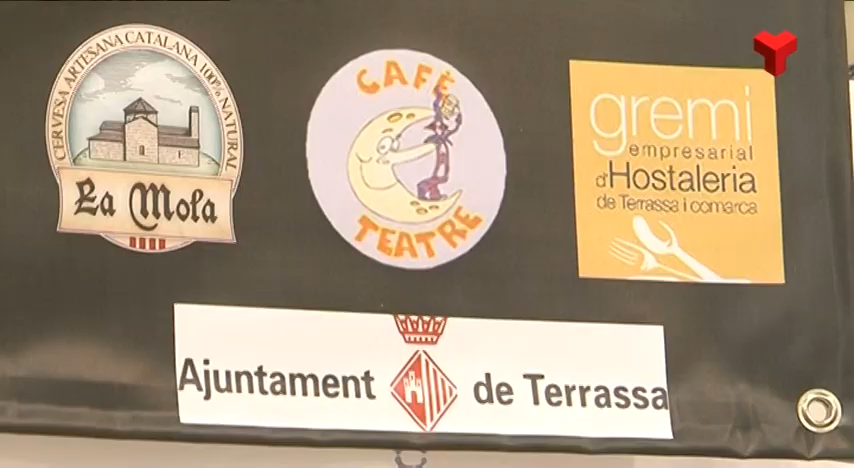 CERVESA ARTESANA CATALANA 100% NATURAL
La Mola
CAFÈ
TEATRE
gremi
empresarial
d'Hostaleria
de Terrassa i comarca
Ajuntament de Terrassa